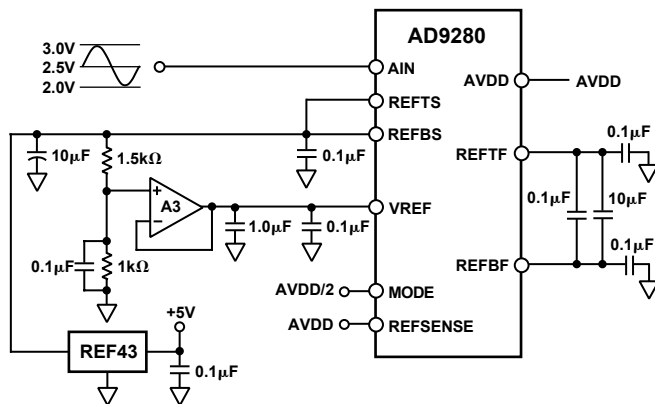 AD9280
3.0V
2.5V
2.0V
AIN
AVDD
AVDD
REFTS
REFBS
10μF
1.5kΩ
0.1μF
0.1μF
REFTF
A3
+
−
VREF
1.0μF
0.1μF
0.1μF
10μF
0.1μF
0.1μF
1kΩ
REFBF
AVDD/2
MODE
+5V
AVDD
REFSENSE
REF43
0.1μF